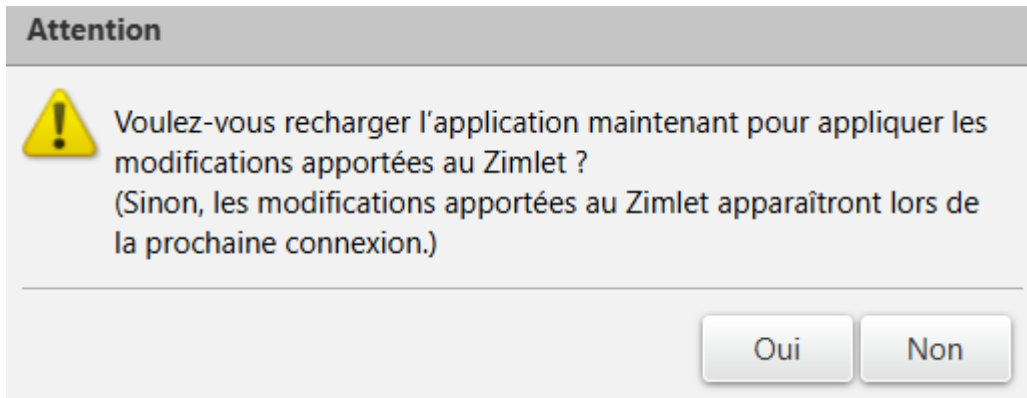 Attention
Voulez-vous recharger l’application maintenant pour appliquer les
modifications apportées au Zimlet ?
(Sinon, les modifications apportées au Zimlet apparaîtront lors de
la prochaine connexion.)
Oui Non